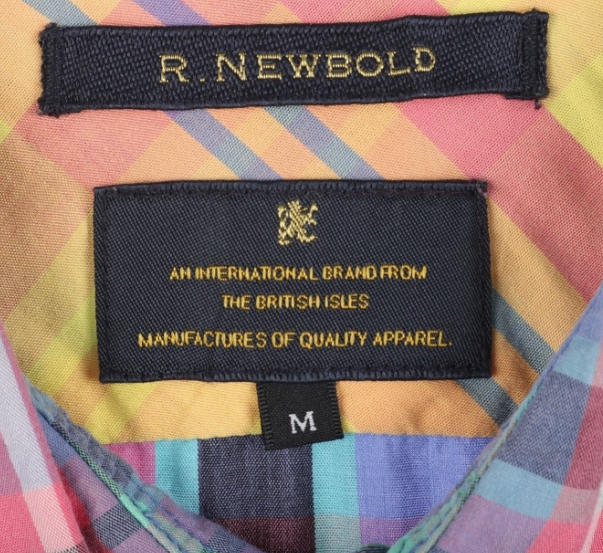 R. NEWBOLD
AN INTERNATIONAL BRAND FROM
THE BRITISH ISLES
MANUFACTURES OF QUALITY APPAREL.
M